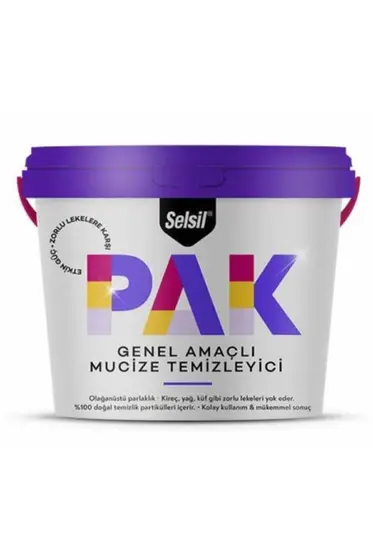 Selsil
ETKİN GÜÇ • ZORLU LEKELERE KARŞI
PAK
GENEL AMAÇLI
MUCİZE TEMİZLEYİCİ
Olağanüstü parlaklık • Kireç, yağ, küf gibi zorlu lekeleri yok eder.
%100 doğal temizlik partikülleri içerir. • Kolay kullanım & mükemmel sonuç